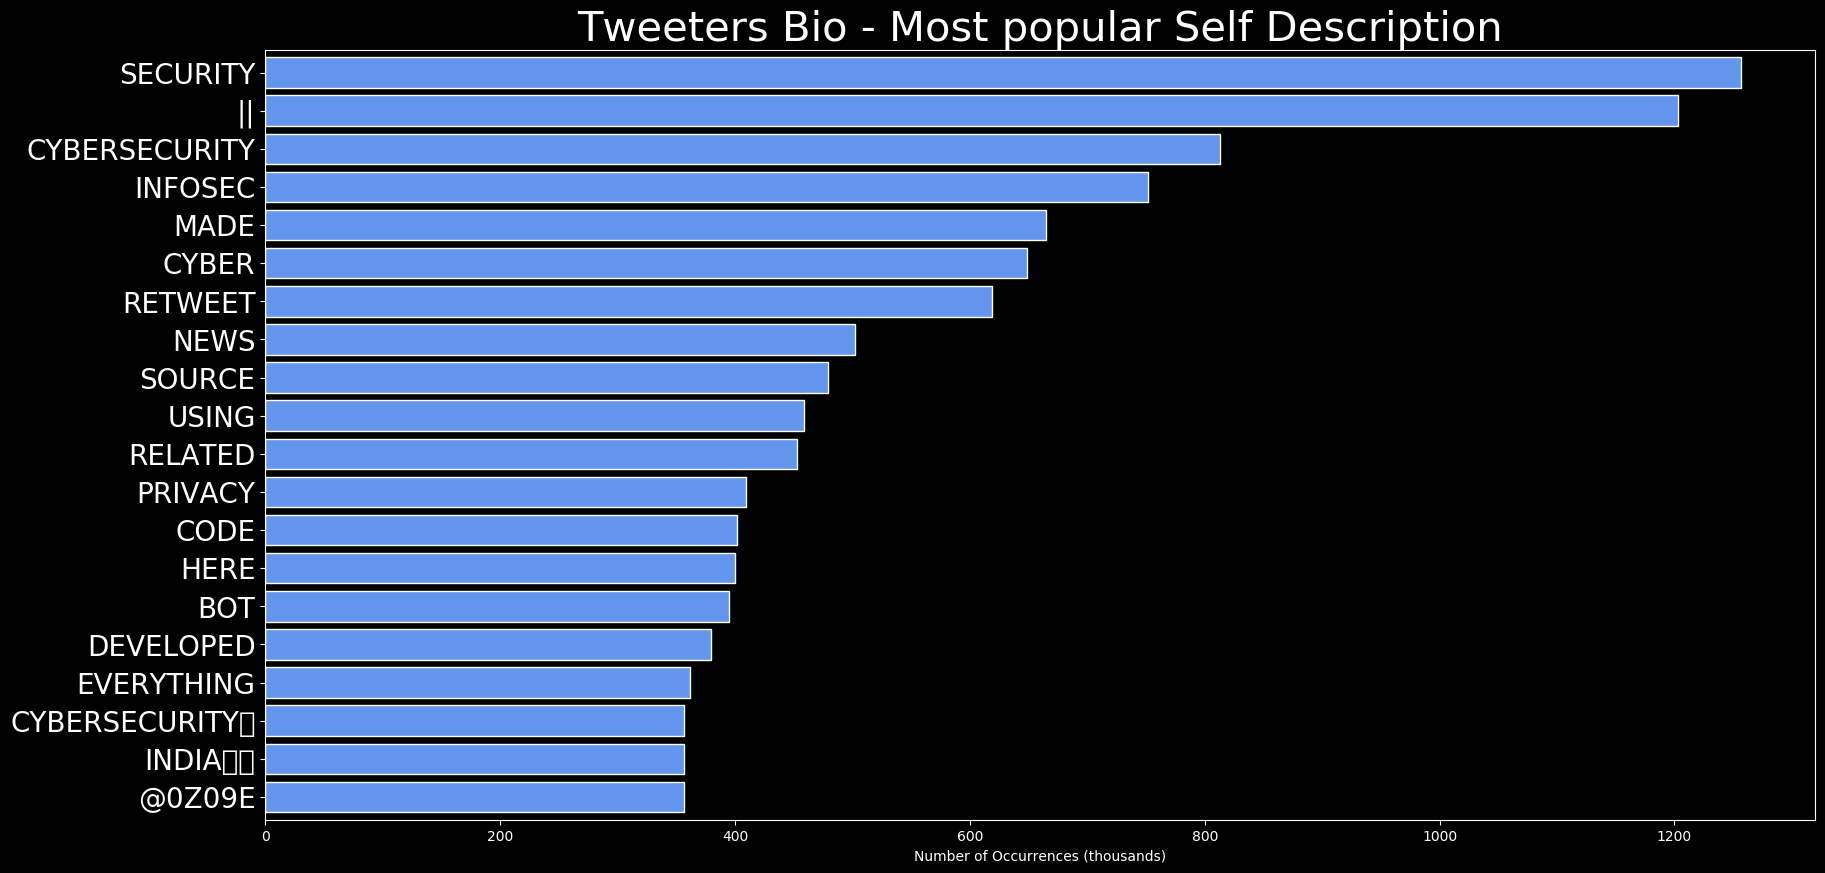 Tweeters Bio - Most popular Self Description
SECURITY
||
CYBERSECURITY
INFOSEC
MADE
CYBER
RETWEET
NEWS
SOURCE
USING
RELATED
PRIVACY
CODE
HERE
BOT
DEVELOPED
EVERYTHING
CYBERSECURITY▯
INDIA▯▯
@0Z09E
0 200 400 600 800 1000 1200
Number of Occurrences (thousands)